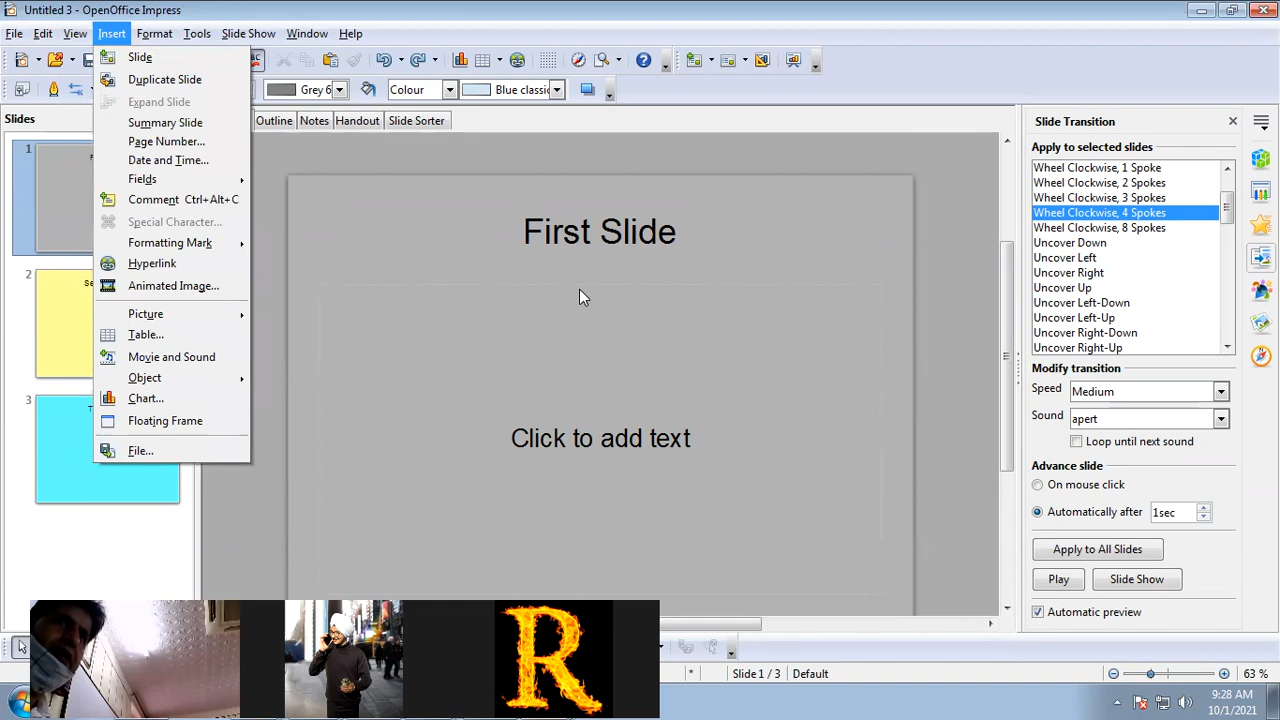 Untitled 3 - OpenOffice Impress
File Edit View Insert Format Tools Slide Show Window Help
Grey 6 Colour Blue classic
Slide
Duplicate Slide
Expand Slide
Summary Slide
Page Number...
Date and Time...
Fields
Comment Ctrl+Alt+C
Special Character...
Formatting Mark
Hyperlink
Animated Image...
Picture
Table...
Movie and Sound
Object
Chart...
Floating Frame
File...
Slides
1
2
3
Outline Notes Handout Slide Sorter
First Slide
Click to add text
Slide Transition
Apply to selected slides
Wheel Clockwise, 1 Spoke
Wheel Clockwise, 2 Spokes
Wheel Clockwise, 3 Spokes
Wheel Clockwise, 4 Spokes
Wheel Clockwise, 8 Spokes
Uncover Down
Uncover Left
Uncover Right
Uncover Up
Uncover Left-Down
Uncover Left-Up
Uncover Right-Down
Uncover Right-Up
Modify transition
Speed Medium
Sound apert
Loop until next sound
Advance slide
On mouse click
Automatically after 1sec
Apply to All Slides
Play Slide Show
Automatic preview
R
* Slide 1 / 3 Default 63 %
9:28 AM
10/1/2021